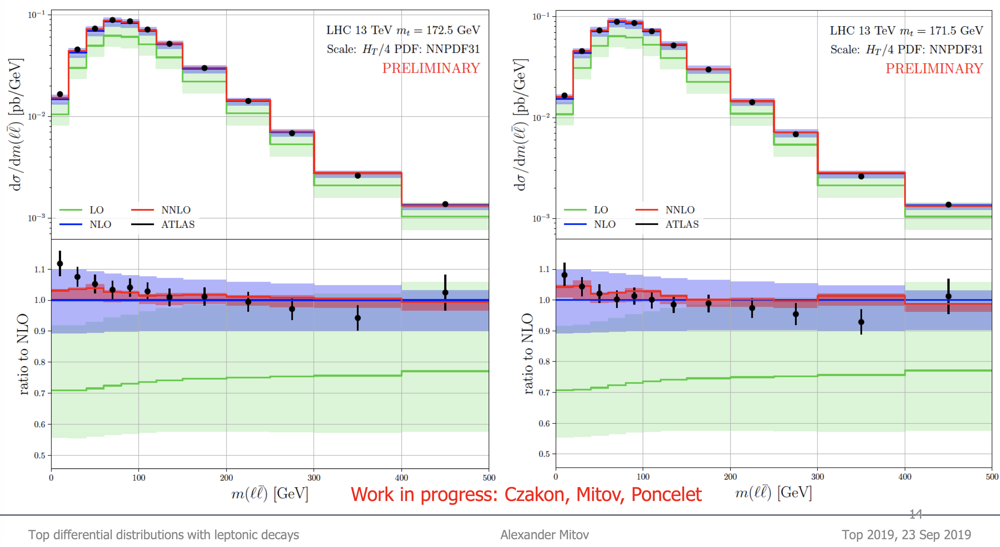 10⁻¹
10⁻²
10⁻³
dσ/dm(ℓℓ̄) [pb/GeV]
LHC 13 TeV mₜ = 172.5 GeV
Scale: H_T/4 PDF: NNPDF31
PRELIMINARY
LO
NLO
NNLO
ATLAS
1.1
1.0
0.9
0.8
0.7
0.6
0.5
ratio to NLO
0 100 200 300 400 500
m(ℓℓ̄) [GeV]
10⁻¹
10⁻²
10⁻³
dσ/dm(ℓℓ̄) [pb/GeV]
LHC 13 TeV mₜ = 171.5 GeV
Scale: H_T/4 PDF: NNPDF31
PRELIMINARY
LO
NLO
NNLO
ATLAS
1.1
1.0
0.9
0.8
0.7
0.6
0.5
ratio to NLO
0 100 200 300 400 500
m(ℓℓ̄) [GeV]
Work in progress: Czakon, Mitov, Poncelet
14
Top differential distributions with leptonic decays
Alexander Mitov
Top 2019, 23 Sep 2019